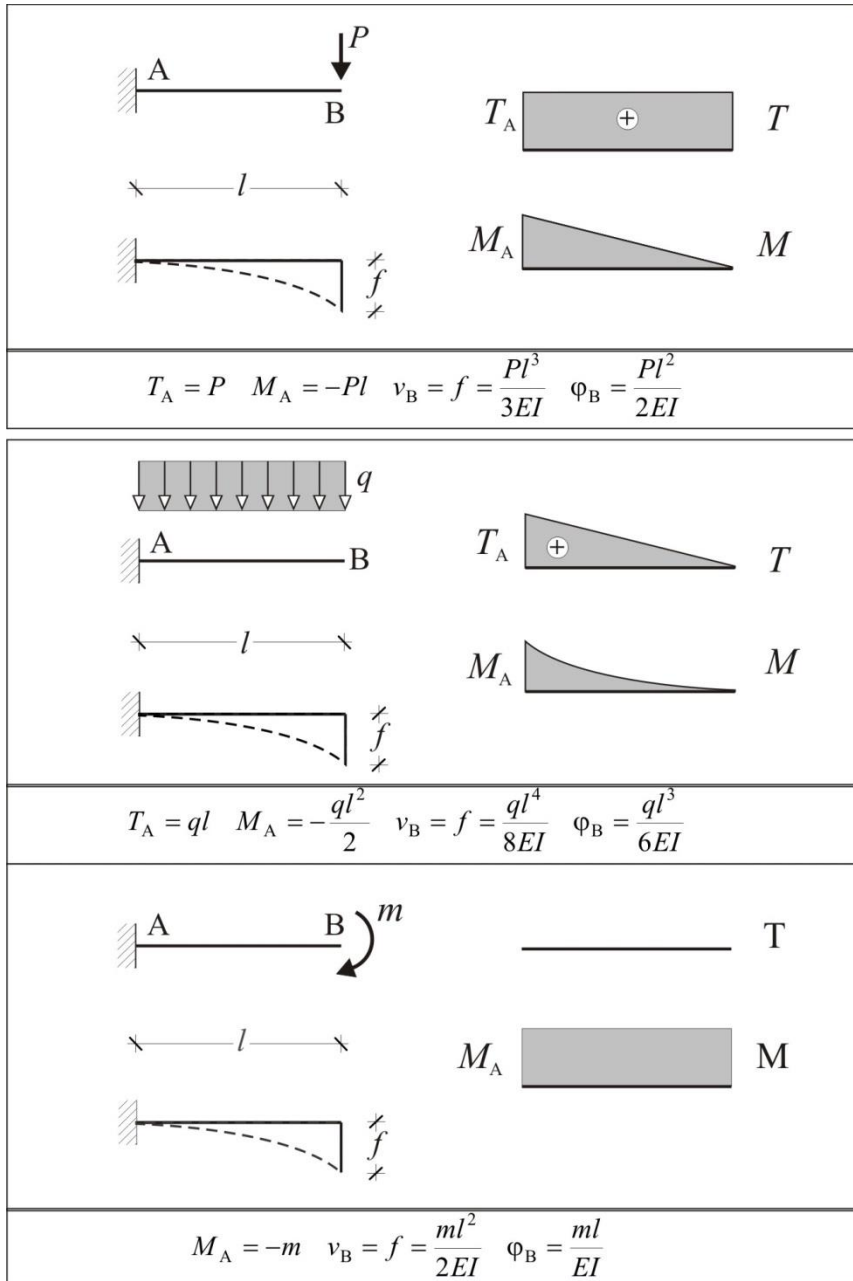 P
A
B
T_A + T
l
M_A M
f
T_A = P M_A = −Pl v_B = f = Pl³/3EI φ_B = Pl²/2EI
q
A
B
T_A + T
l
M_A M
f
T_A = ql M_A = −ql²/2 v_B = f = ql⁴/8EI φ_B = ql³/6EI
A B m
T
l
M_A M
f
M_A = −m v_B = f = ml²/2EI φ_B = ml/EI